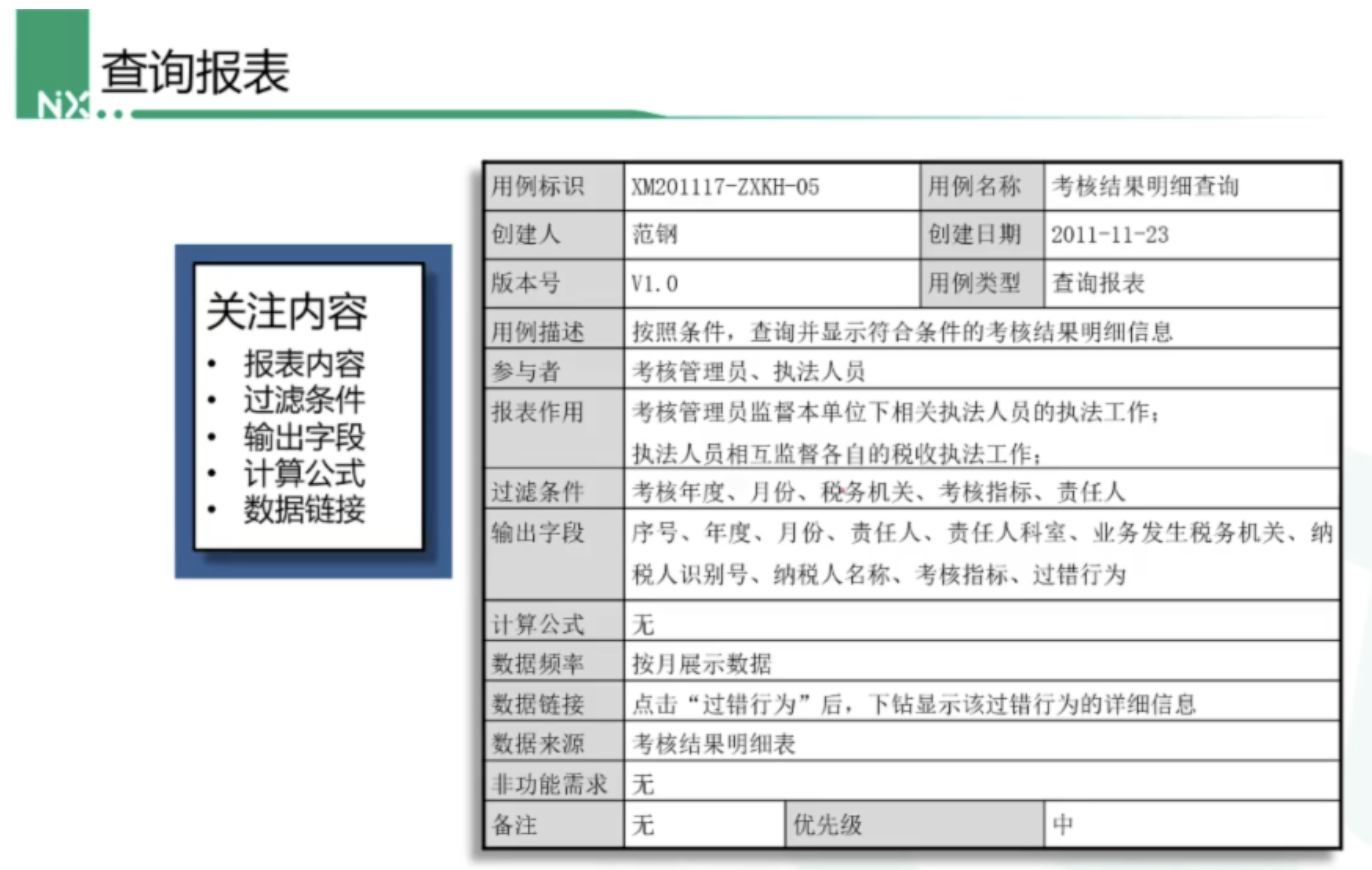 查询报表
NX
关注内容
• 报表内容
• 过滤条件
• 输出字段
• 计算公式
• 数据链接
用例标识 XM201117-ZXKH-05 用例名称 考核结果明细查询
创建人 范钢 创建日期 2011-11-23
版本号 V1.0 用例类型 查询报表
用例描述 按照条件，查询并显示符合条件的考核结果明细信息
参与者 考核管理员、执法人员
报表作用 考核管理员监督本单位下相关执法人员的执法工作；
执法人员相互监督各自的税收执法工作；
过滤条件 考核年度、月份、税务机关、考核指标、责任人
输出字段 序号、年度、月份、责任人、责任人科室、业务发生税务机关、纳
税人识别号、纳税人名称、考核指标、过错行为
计算公式 无
数据频率 按月展示数据
数据链接 点击“过错行为”后，下钻显示该过错行为的详细信息
数据来源 考核结果明细表
非功能需求 无
备注 无 优先级 中